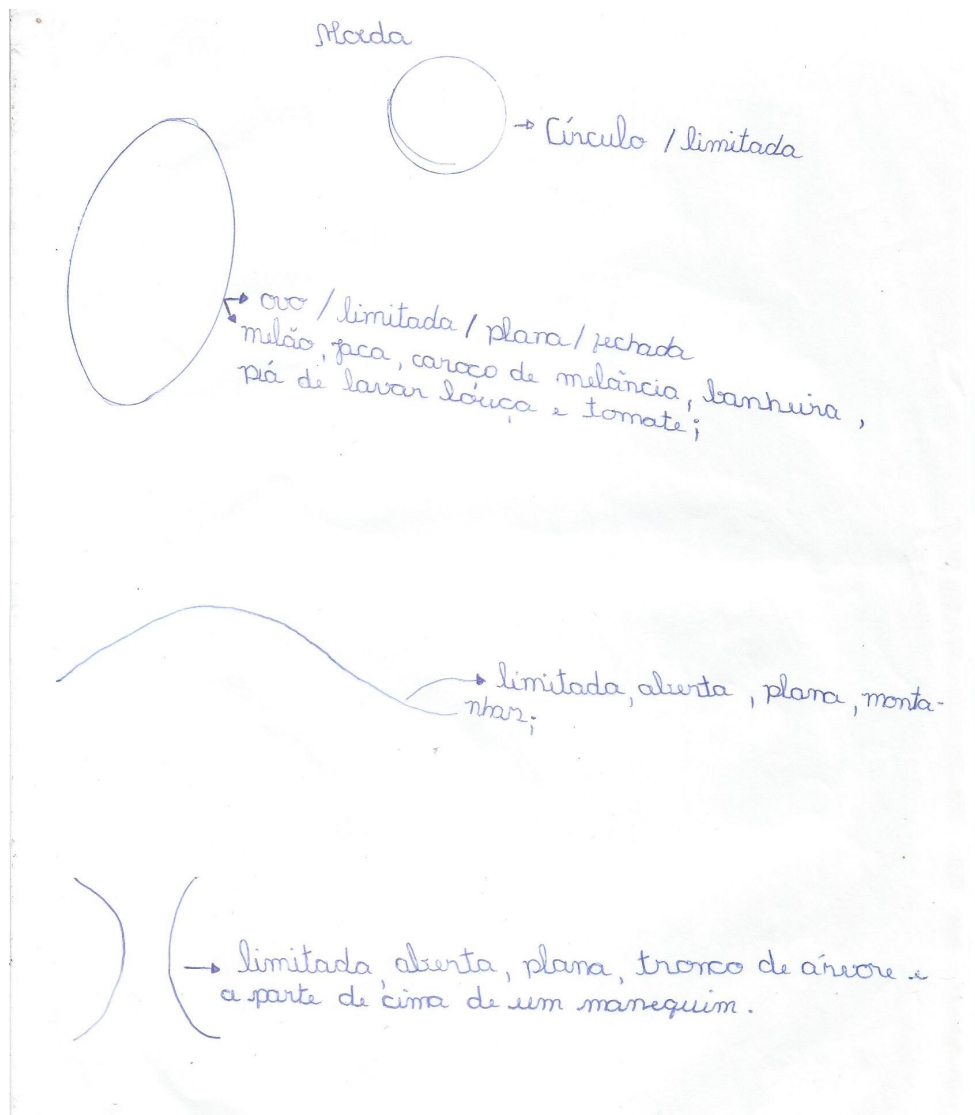 Moeda
→ Círculo / limitada
→ ovo / limitada / plana / fechada
melão, jaca, caroço de melância, banheira,
piá de lavar louça e tomate;
→ limitada, aberta, plana, monta-
nhas;
→ limitada, aberta, plana, tronco de árvore e
a parte de cima de um manequim.